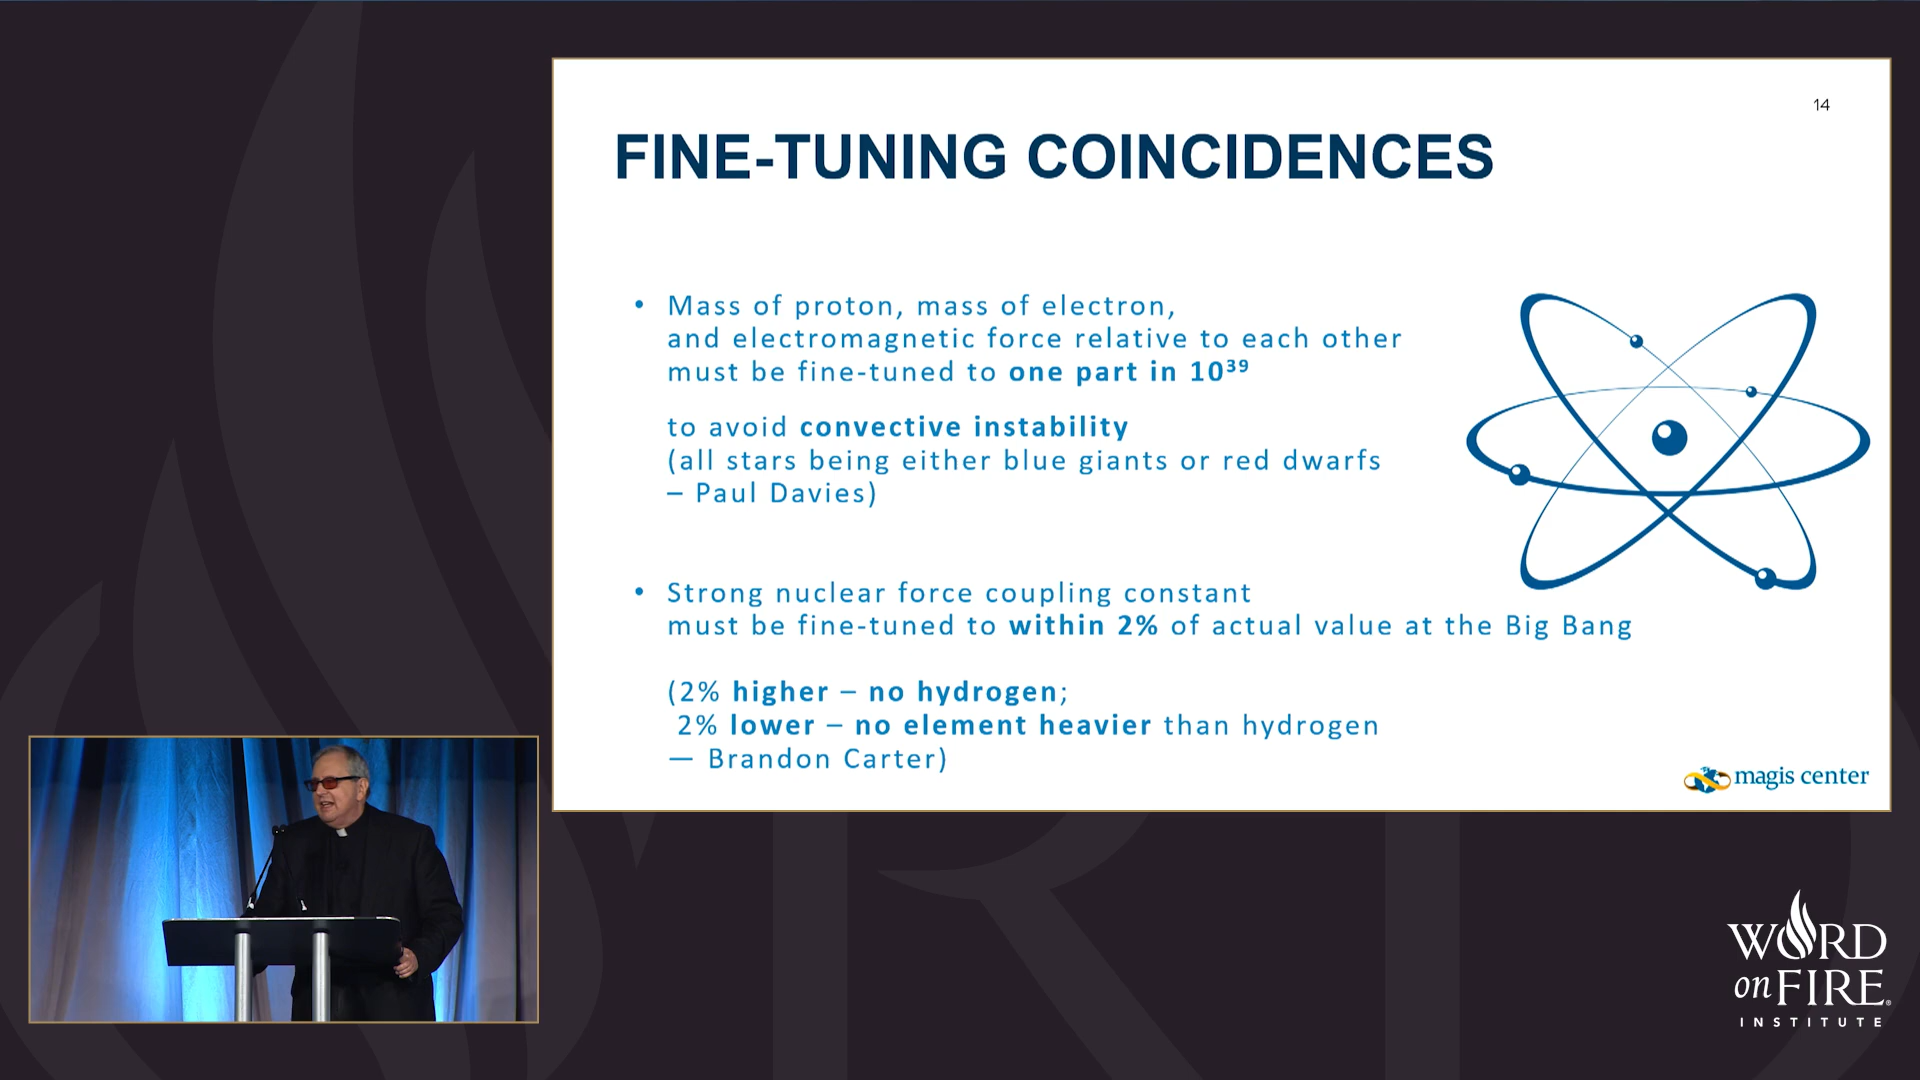 14
FINE-TUNING COINCIDENCES
• Mass of proton, mass of electron,
and electromagnetic force relative to each other
must be fine-tuned to one part in 10³⁹
to avoid convective instability
(all stars being either blue giants or red dwarfs
– Paul Davies)
• Strong nuclear force coupling constant
must be fine-tuned to within 2% of actual value at the Big Bang
(2% higher – no hydrogen;
2% lower – no element heavier than hydrogen
— Brandon Carter)
magis center
WORD
on FIRE®
INSTITUTE